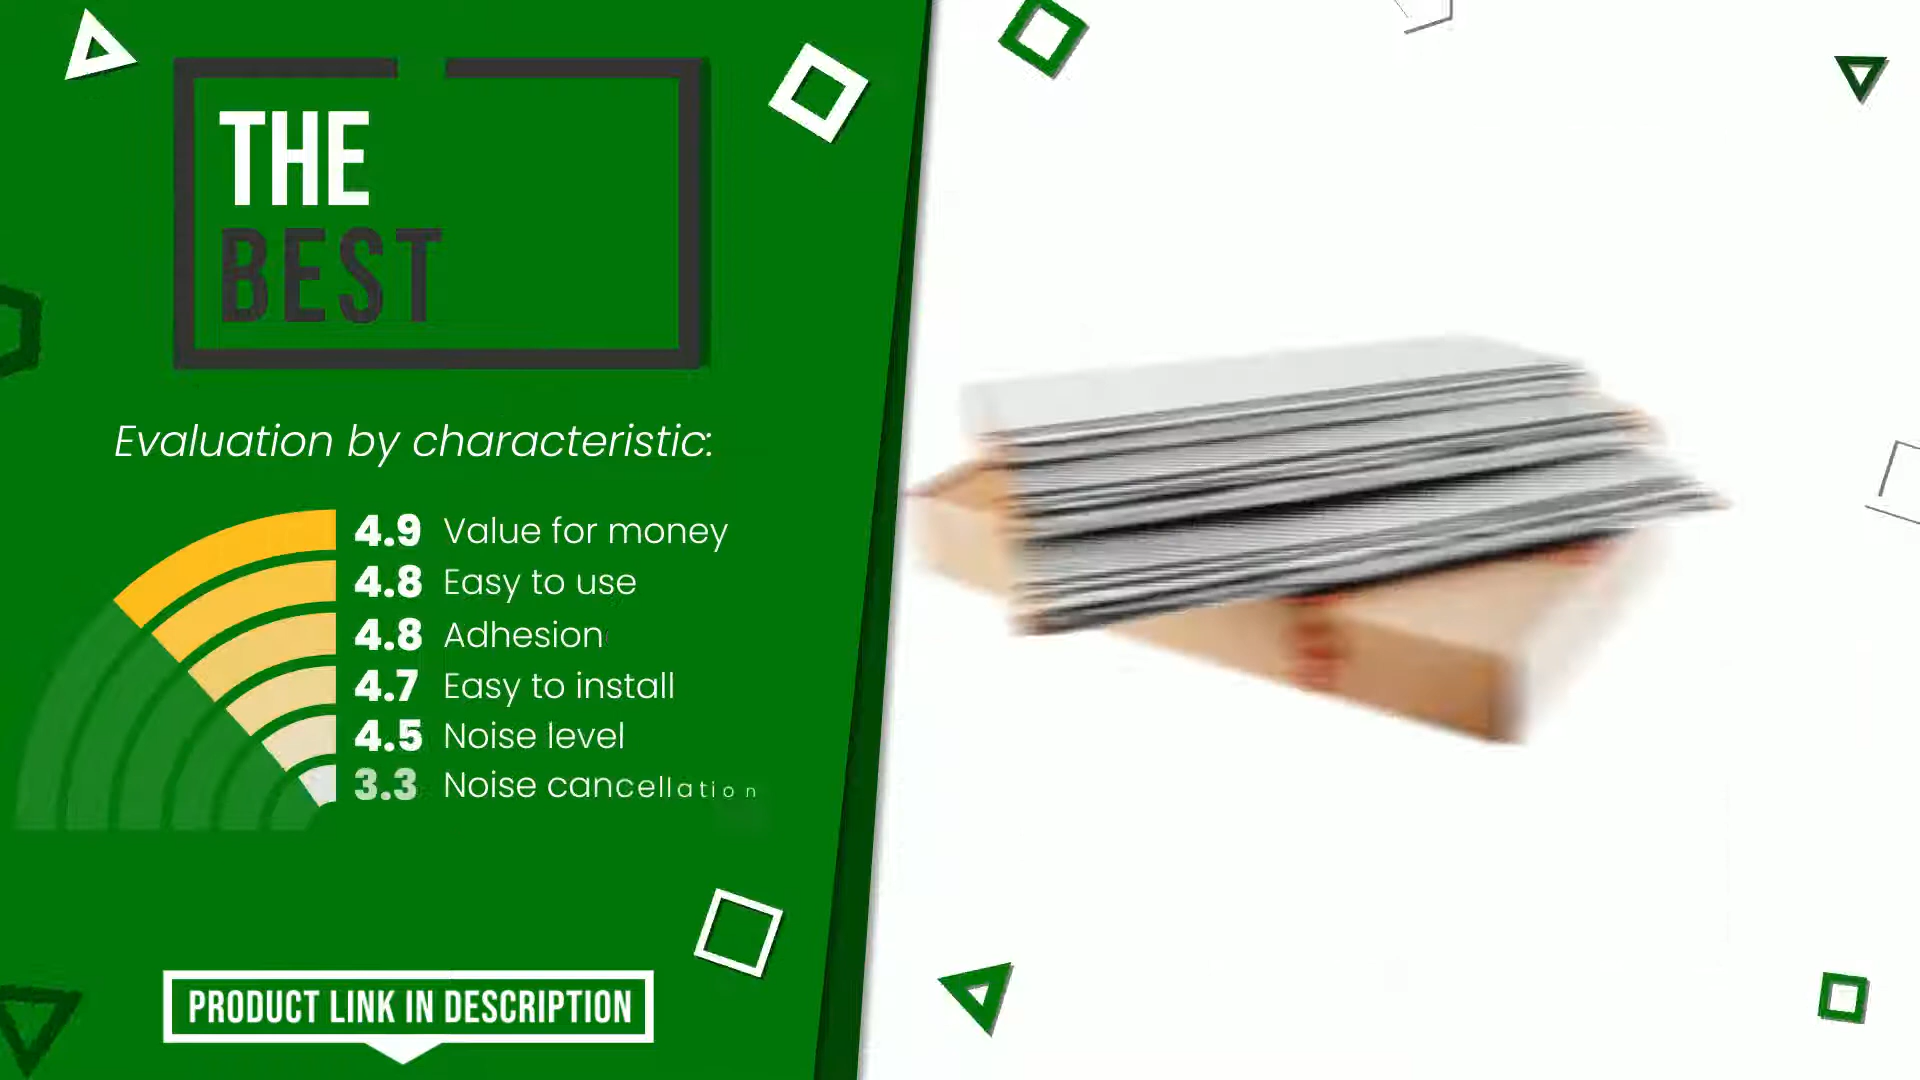 THE
BEST
Evaluation by characteristic:
4.9 Value for money
4.8 Easy to use
4.8 Adhesion
4.7 Easy to install
4.5 Noise level
3.3 Noise cancellation
PRODUCT LINK IN DESCRIPTION